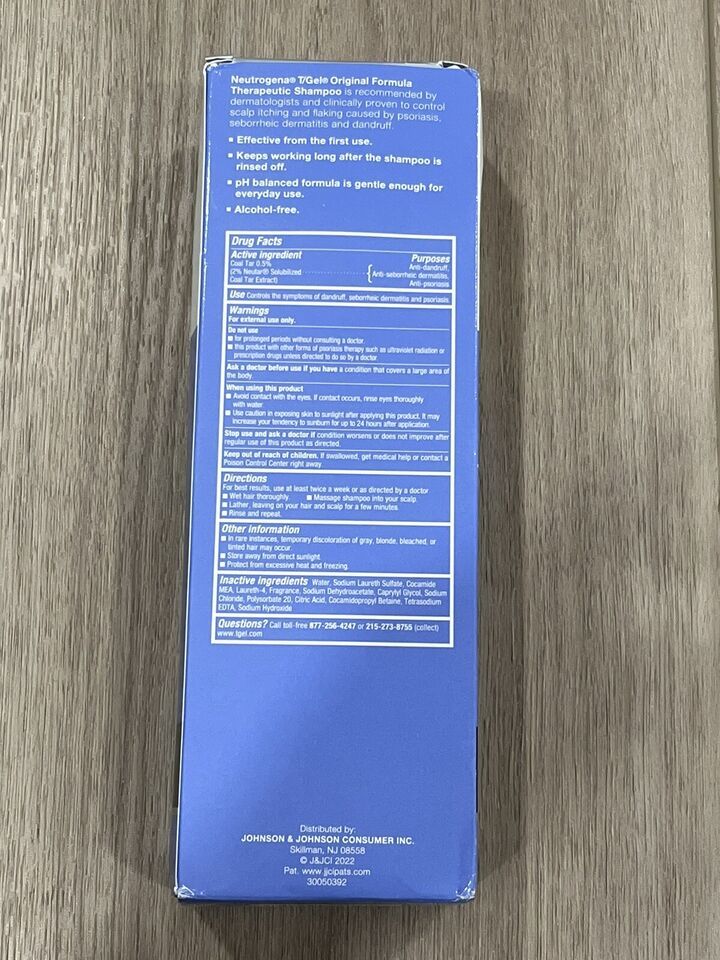 Neutrogena® T/Gel® Original Formula
Therapeutic Shampoo is recommended by
dermatologists and clinically proven to control
scalp itching and flaking caused by psoriasis,
seborrheic dermatitis and dandruff.
▪ Effective from the first use.
▪ Keeps working long after the shampoo is
rinsed off.
▪ pH balanced formula is gentle enough for
everyday use.
▪ Alcohol-free.
Drug Facts
Active ingredient Purposes
Coal Tar 0.5% Anti-dandruff,
(2% Neutar® Solubilized Anti-seborrheic dermatitis,
Coal Tar Extract) Anti-psoriasis
Use Controls the symptoms of dandruff, seborrheic dermatitis and psoriasis.
Warnings
For external use only.
Do not use
■ for prolonged periods without consulting a doctor
■ this product with other forms of psoriasis therapy such as ultraviolet radiation or
prescription drugs unless directed to do so by a doctor
Ask a doctor before use if you have a condition that covers a large area of
the body.
When using this product
■ Avoid contact with the eyes. If contact occurs, rinse eyes thoroughly
with water.
■ Use caution in exposing skin to sunlight after applying this product. It may
increase your tendency to sunburn for up to 24 hours after application.
Stop use and ask a doctor if condition worsens or does not improve after
regular use of this product as directed.
Keep out of reach of children. If swallowed, get medical help or contact a
Poison Control Center right away.
Directions
For best results, use at least twice a week or as directed by a doctor
■ Wet hair thoroughly. ■ Massage shampoo into your scalp.
■ Lather, leaving on your hair and scalp for a few minutes.
■ Rinse and repeat.
Other information
■ In rare instances, temporary discoloration of gray, blonde, bleached, or
tinted hair may occur.
■ Store away from direct sunlight.
■ Protect from excessive heat and freezing.
Inactive ingredients Water, Sodium Laureth Sulfate, Cocamide
MEA, Laureth-4, Fragrance, Sodium Dehydroacetate, Caprylyl Glycol, Sodium
Chloride, Polysorbate 20, Citric Acid, Cocamidopropyl Betaine, Tetrasodium
EDTA, Sodium Hydroxide
Questions? Call toll-free 877-256-4247 or 215-273-8755 (collect)
www.tgel.com
Distributed by:
JOHNSON & JOHNSON CONSUMER INC.
Skillman, NJ 08558
© J&JCI 2022
Pat. www.jjcipats.com
30050392